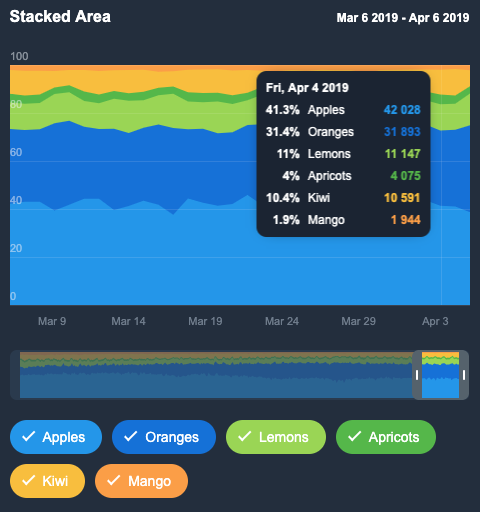 Stacked Area
Mar 6 2019 - Apr 6 2019
100
80
60
40
20
0
Fri, Apr 4 2019
41.3% Apples 42 028
31.4% Oranges 31 893
11% Lemons 11 147
4% Apricots 4 075
10.4% Kiwi 10 591
1.9% Mango 1 944
Mar 9 Mar 14 Mar 19 Mar 24 Mar 29 Apr 3
Apples Oranges Lemons Apricots
Kiwi Mango